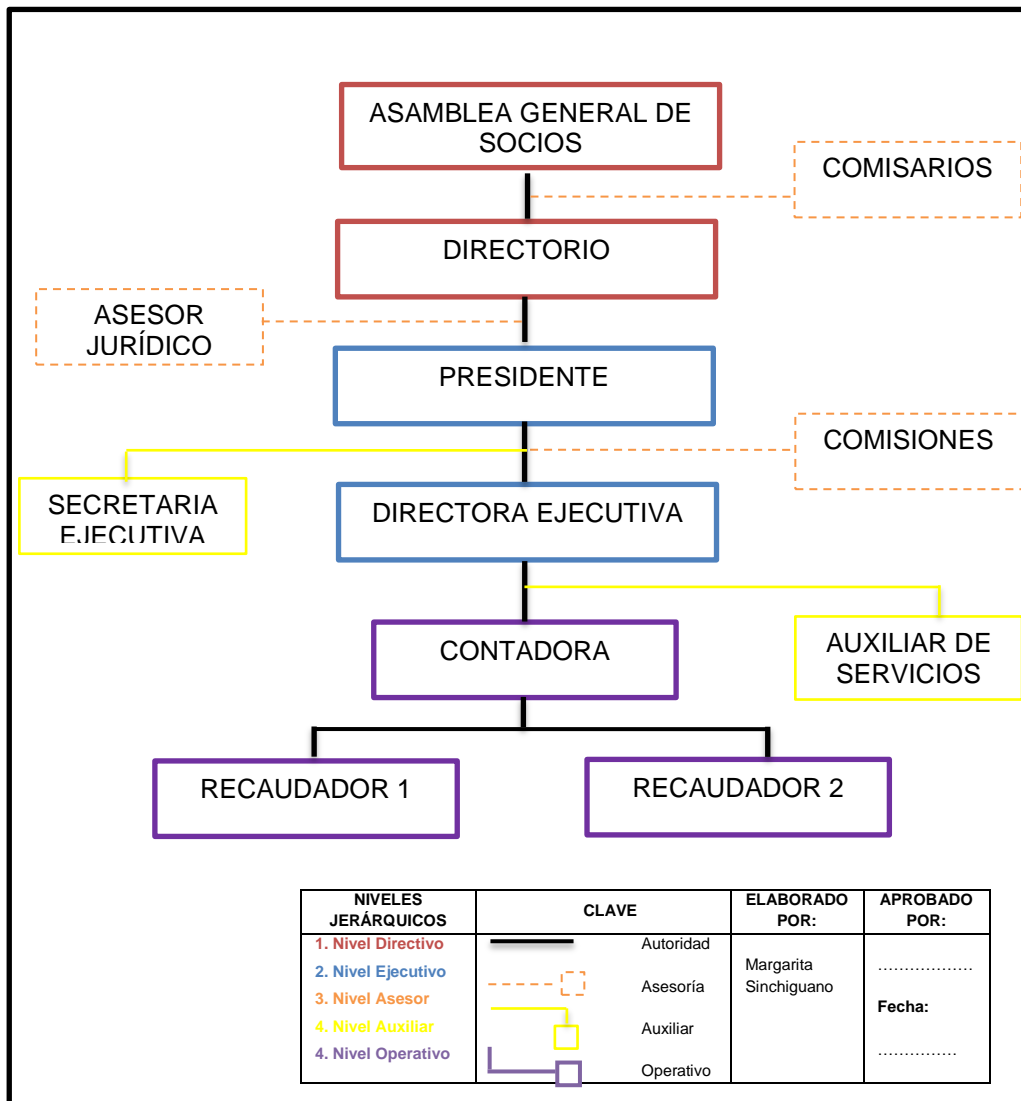 ASAMBLEA GENERAL DE
SOCIOS
COMISARIOS
DIRECTORIO
ASESOR
JURÍDICO
PRESIDENTE
COMISIONES
SECRETARIA
EJECUTIVA
DIRECTORA EJECUTIVA
CONTADORA
AUXILIAR DE
SERVICIOS
RECAUDADOR 1
RECAUDADOR 2
NIVELES
JERÁRQUICOS
CLAVE
ELABORADO
POR:
APROBADO
POR:
1. Nivel Directivo
2. Nivel Ejecutivo
3. Nivel Asesor
4. Nivel Auxiliar
4. Nivel Operativo
Autoridad
Asesoría
Auxiliar
Operativo
Margarita
Sinchiguano
………………
Fecha:
……………